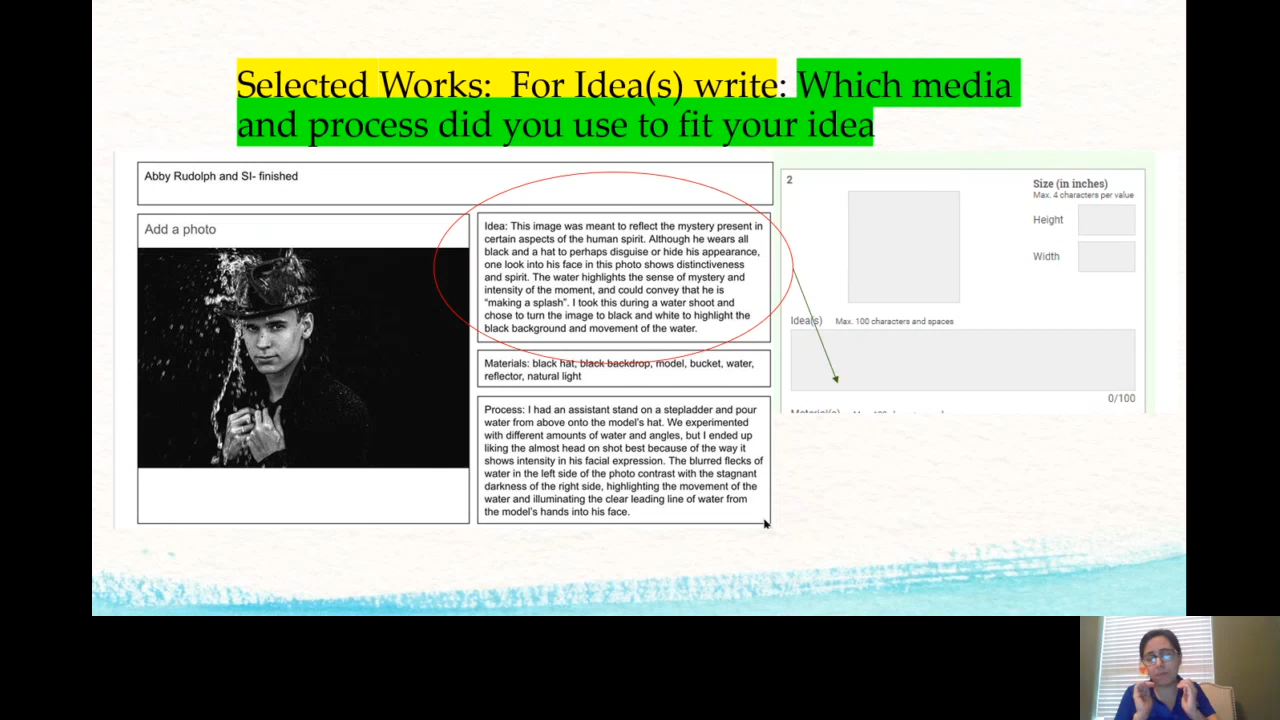 Selected Works:  For Idea(s) write: Which media
and process did you use to fit your idea
Abby Rudolph and SI- finished
Add a photo
Idea: This image was meant to reflect the mystery present in
certain aspects of the human spirit. Although he wears all
black and a hat to perhaps disguise or hide his appearance,
one look into his face in this photo shows distinctiveness
and spirit. The water highlights the sense of mystery and
intensity of the moment, and could convey that he is
“making a splash”. I took this during a water shoot and
chose to turn the image to black and white to highlight the
black background and movement of the water.
Materials: black hat, black backdrop, model, bucket, water,
reflector, natural light
Process: I had an assistant stand on a stepladder and pour
water from above onto the model’s hat. We experimented
with different amounts of water and angles, but I ended up
liking the almost head on shot best because of the way it
shows intensity in his facial expression. The blurred flecks of
water in the left side of the photo contrast with the stagnant
darkness of the right side, highlighting the movement of the
water and illuminating the clear leading line of water from
the model’s hands into his face.
2
Size (in inches)
Max. 4 characters per value
Height
Width
Idea(s) Max. 100 characters and spaces
0/100